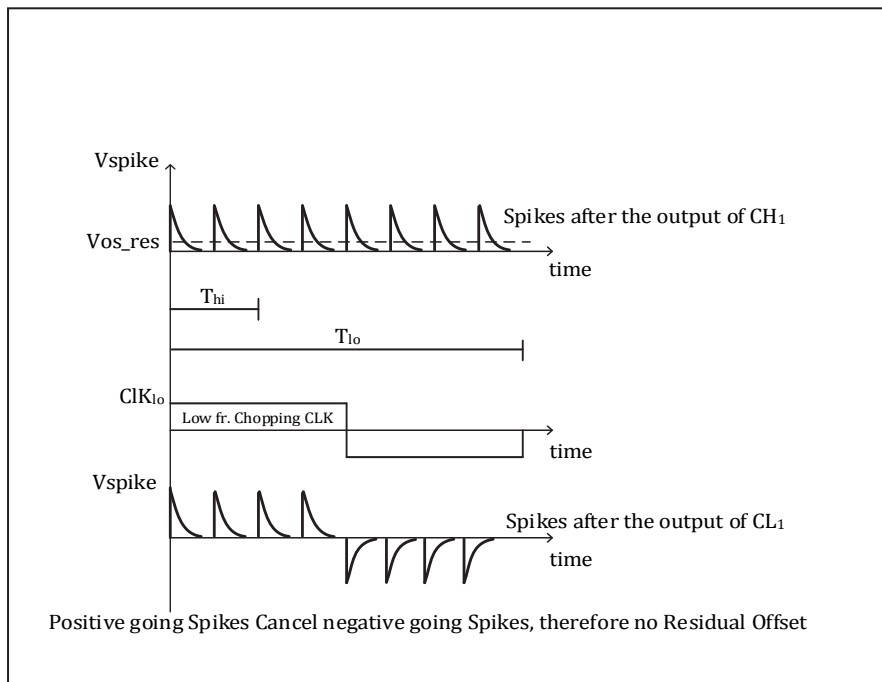 Vspike
Spikes after the output of CH₁
Vos_res
time
Tₕᵢ
Tₗₒ
ClKₗₒ
Low fr. Chopping CLK
time
Vspike
Spikes after the output of CL₁
time
Positive going Spikes Cancel negative going Spikes, therefore no Residual Offset